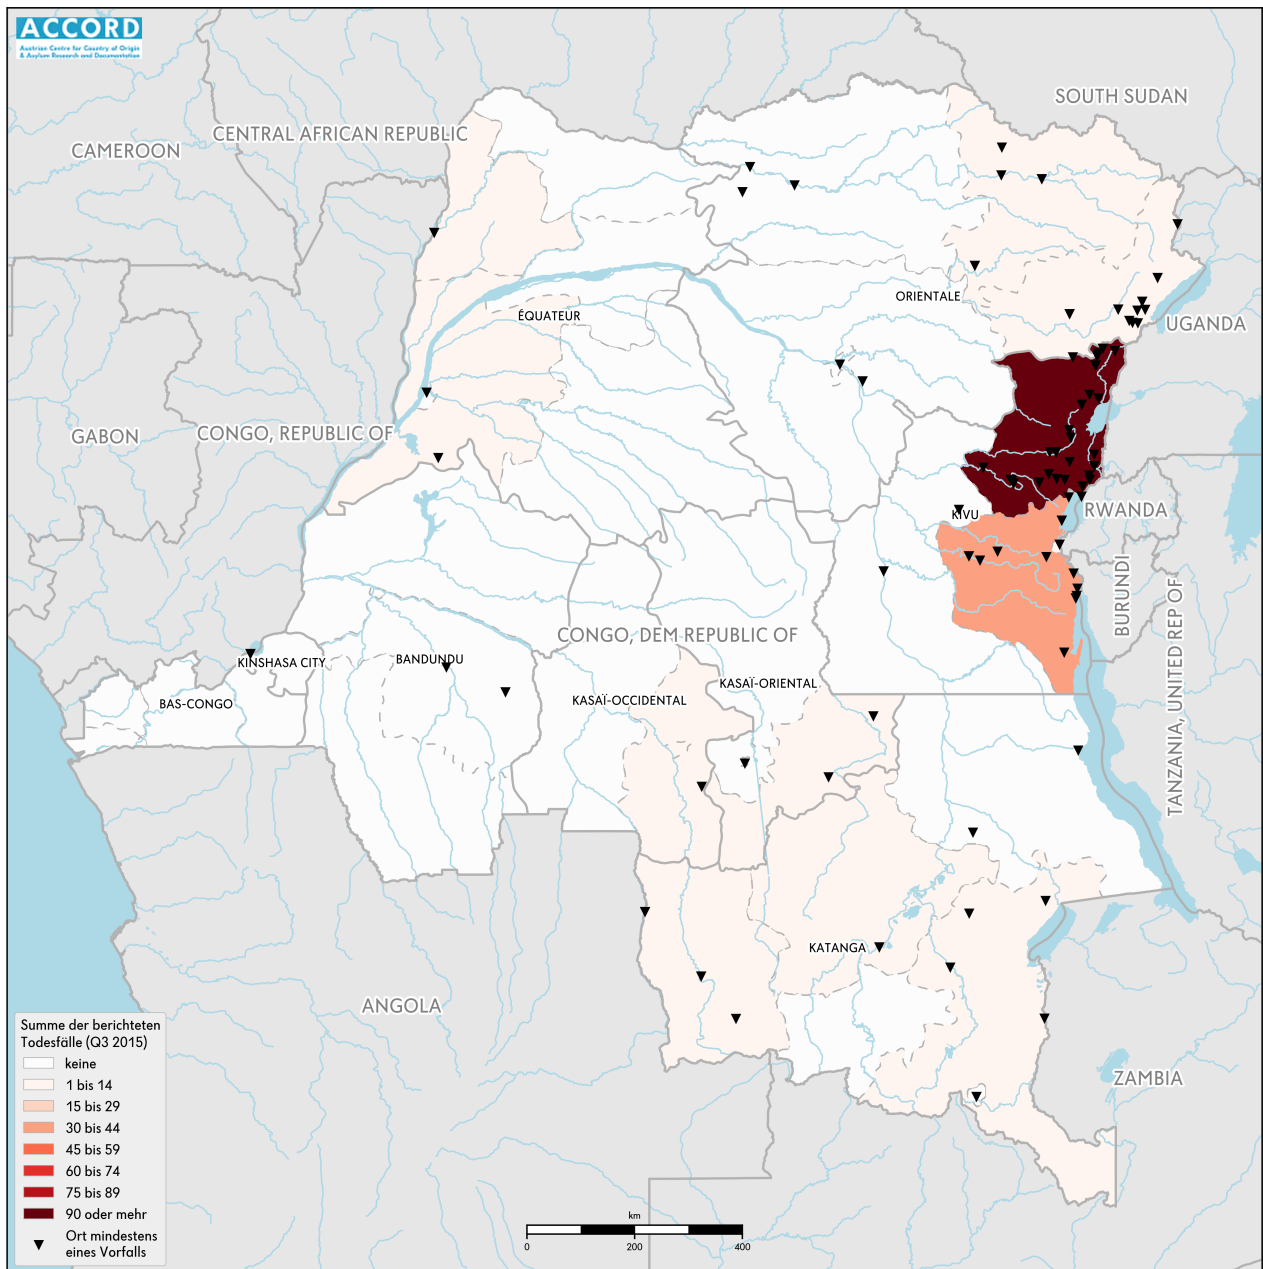 ACCORD
Austrian Centre for Country of Origin
& Asylum Research and Documentation
SOUTH SUDAN
CENTRAL AFRICAN REPUBLIC
CAMEROON
ORIENTALE
ÉQUATEUR
UGANDA
GABON
CONGO, REPUBLIC OF
KIVU
RWANDA
BURUNDI
TANZANIA, UNITED REP OF
CONGO, DEM REPUBLIC OF
KINSHASA CITY
BANDUNDU
BAS-CONGO
KASAÏ-OCCIDENTAL
KASAÏ-ORIENTAL
KATANGA
ANGOLA
ZAMBIA
Summe der berichteten
Todesfälle (Q3 2015)
keine
1 bis 14
15 bis 29
30 bis 44
45 bis 59
60 bis 74
75 bis 89
90 oder mehr
Ort mindestens
eines Vorfalls
km
0 200 400